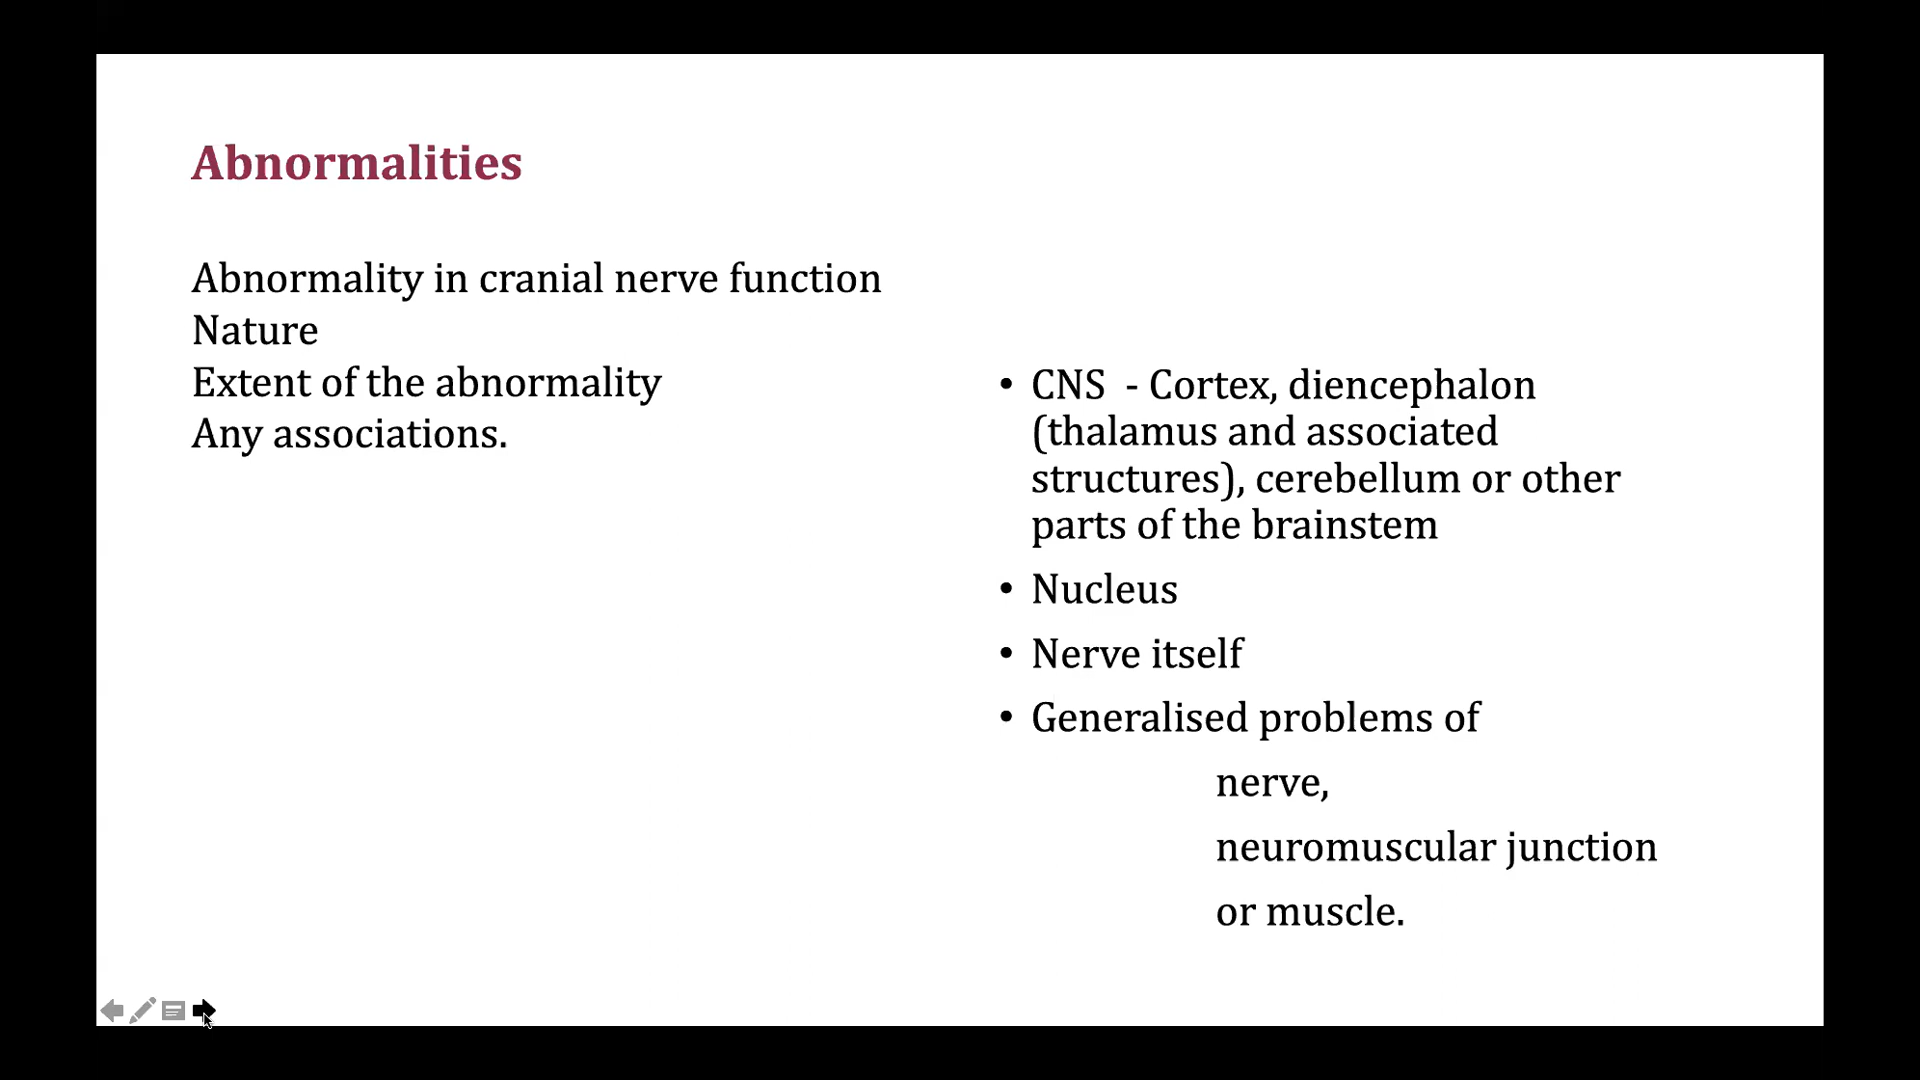 Abnormalities
Abnormality in cranial nerve function
Nature
Extent of the abnormality
Any associations.
• CNS - Cortex, diencephalon
(thalamus and associated
structures), cerebellum or other
parts of the brainstem
• Nucleus
• Nerve itself
• Generalised problems of
nerve,
neuromuscular junction
or muscle.